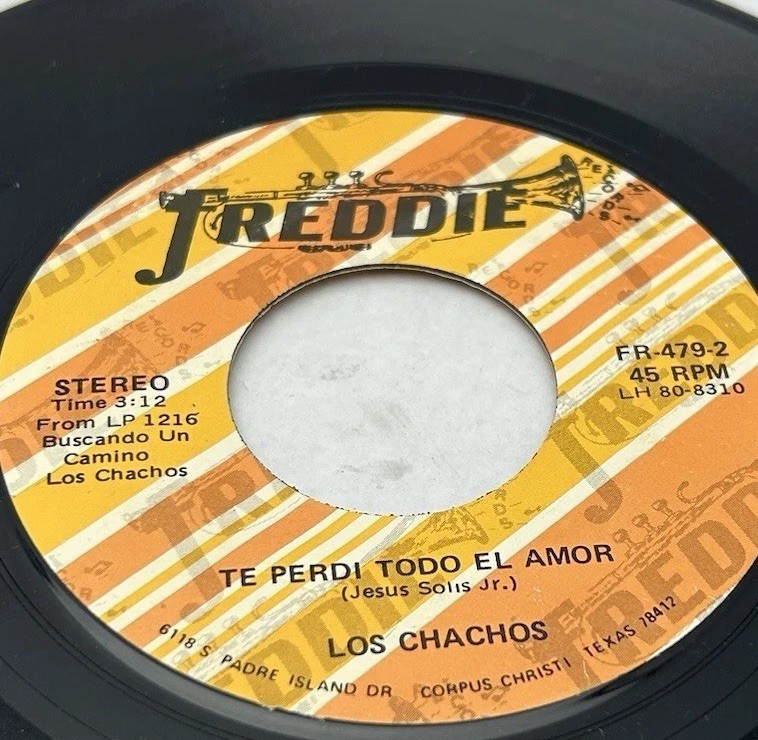 FREDDIE
RECORDS
STEREO
Time 3:12
From LP 1216
Buscando Un
Camino
Los Chachos
FR-479-2
45 RPM
LH 80-8310
TE PERDI TODO EL AMOR
(Jesus Solis Jr.)
LOS CHACHOS
6118 S. PADRE ISLAND DR CORPUS CHRISTI TEXAS 78412